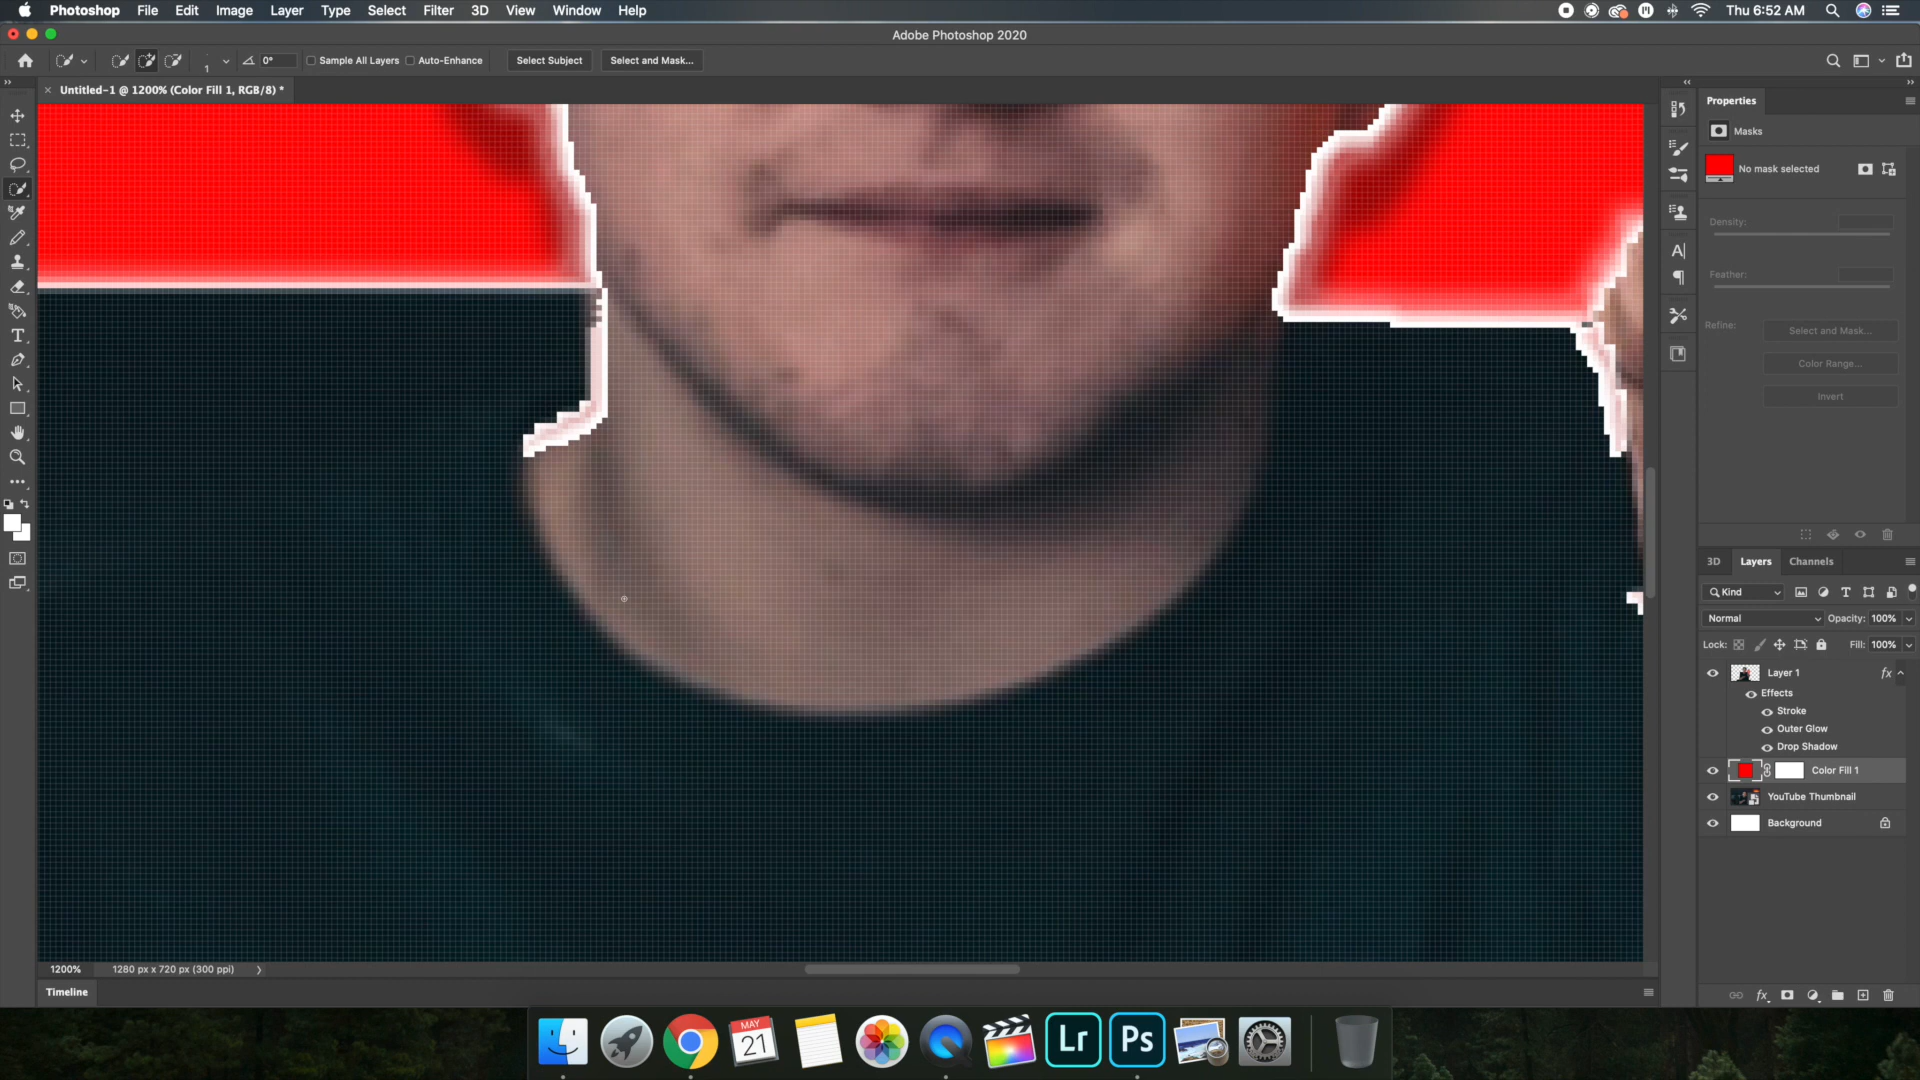 Photoshop File Edit Image Layer Type Select Filter 3D View Window Help
Thu 6:52 AM
Adobe Photoshop 2020
1 0° Sample All Layers Auto-Enhance Select Subject Select and Mask...
Untitled-1 @ 1200% (Color Fill 1, RGB/8) *
Properties
Masks
No mask selected
Density:
Feather:
Refine:
Select and Mask...
Color Range...
Invert
3D Layers Channels
Kind
Normal Opacity: 100%
Lock: Fill: 100%
Layer 1 fx
Effects
Stroke
Outer Glow
Drop Shadow
Color Fill 1
YouTube Thumbnail
Background
fx
1200% 1280 px x 720 px (300 ppi)
Timeline
MAY
21
Lr
Ps